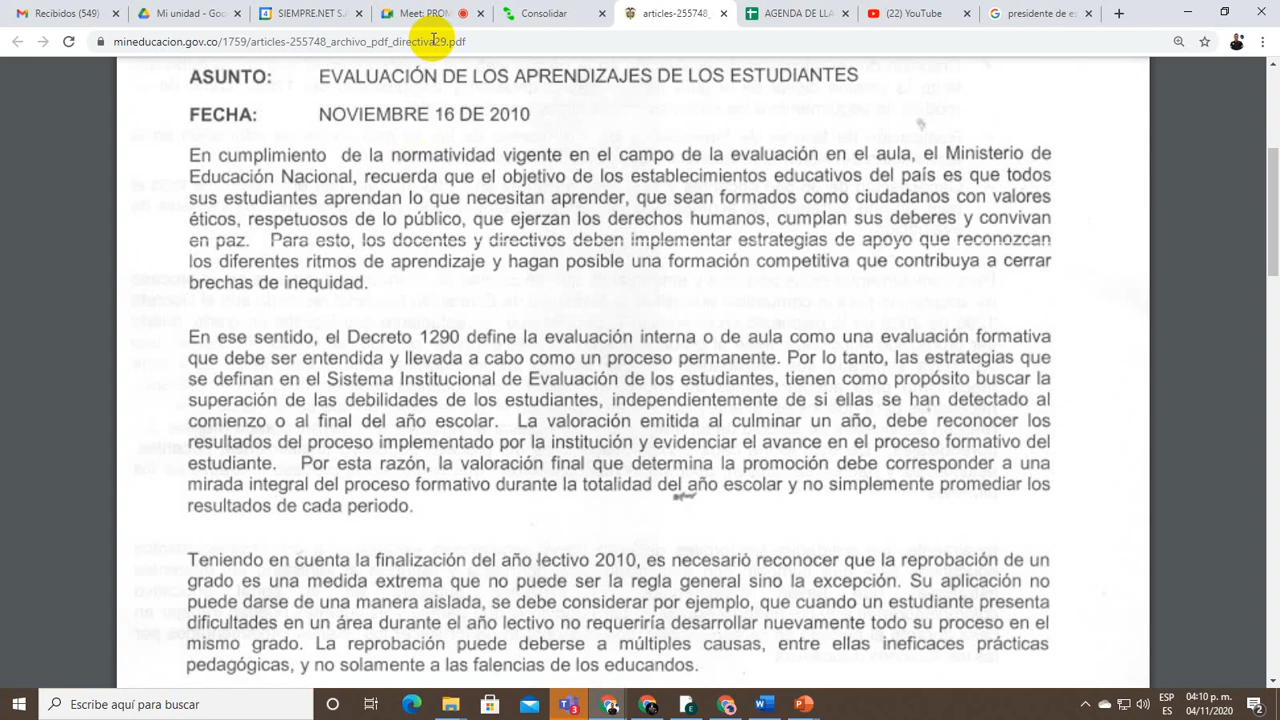 Recibidos (549)
Mi unidad - Goo
SIEMPRE.NET S.A
Meet: PROM
Consolidar
articles-255748_
AGENDA DE LLA
(22) YouTube
presidente de es
mineducacion.gov.co/1759/articles-255748_archivo_pdf_directiva29.pdf
ASUNTO: EVALUACIÓN DE LOS APRENDIZAJES DE LOS ESTUDIANTES
FECHA: NOVIEMBRE 16 DE 2010
En cumplimiento de la normatividad vigente en el campo de la evaluación en el aula, el Ministerio de
Educación Nacional, recuerda que el objetivo de los establecimientos educativos del país es que todos
sus estudiantes aprendan lo que necesitan aprender, que sean formados como ciudadanos con valores
éticos, respetuosos de lo público, que ejerzan los derechos humanos, cumplan sus deberes y convivan
en paz. Para esto, los docentes y directivos deben implementar estrategias de apoyo que reconozcan
los diferentes ritmos de aprendizaje y hagan posible una formación competitiva que contribuya a cerrar
brechas de inequidad.
En ese sentido, el Decreto 1290 define la evaluación interna o de aula como una evaluación formativa
que debe ser entendida y llevada a cabo como un proceso permanente. Por lo tanto, las estrategias que
se definan en el Sistema Institucional de Evaluación de los estudiantes, tienen como propósito buscar la
superación de las debilidades de los estudiantes, independientemente de si ellas se han detectado al
comienzo o al final del año escolar. La valoración emitida al culminar un año, debe reconocer los
resultados del proceso implementado por la institución y evidenciar el avance en el proceso formativo del
estudiante. Por esta razón, la valoración final que determina la promoción debe corresponder a una
mirada integral del proceso formativo durante la totalidad del año escolar y no simplemente promediar los
resultados de cada periodo.
Teniendo en cuenta la finalización del año lectivo 2010, es necesario reconocer que la reprobación de un
grado es una medida extrema que no puede ser la regla general sino la excepción. Su aplicación no
puede darse de una manera aislada, se debe considerar por ejemplo, que cuando un estudiante presenta
dificultades en un área durante el año lectivo no requeriría desarrollar nuevamente todo su proceso en el
mismo grado. La reprobación puede deberse a múltiples causas, entre ellas ineficaces prácticas
pedagógicas, y no solamente a las falencias de los educandos.
Escribe aquí para buscar
ESP
ES
04:10 p. m.
04/11/2020